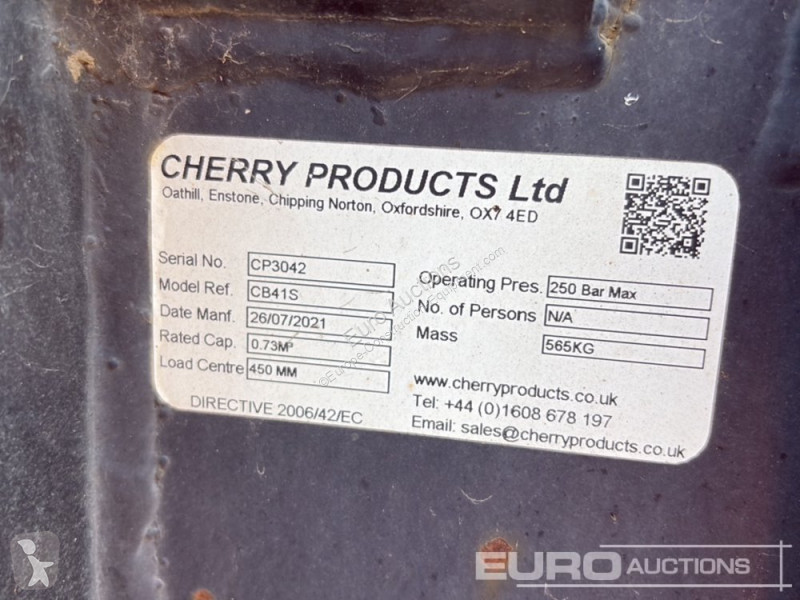 CHERRY PRODUCTS Ltd
Oathill, Enstone, Chipping Norton, Oxfordshire, OX7 4ED
Serial No. CP3042
Model Ref. CB41S
Date Manf. 26/07/2021
Rated Cap. 0.73M³
Load Centre 450 MM
DIRECTIVE 2006/42/EC
Operating Pres. 250 Bar Max
No. of Persons N/A
Mass 565KG
www.cherryproducts.co.uk
Tel: +44 (0)1608 678 197
Email: sales@cherryproducts.co.uk
Euro Auctions
EURO AUCTIONS